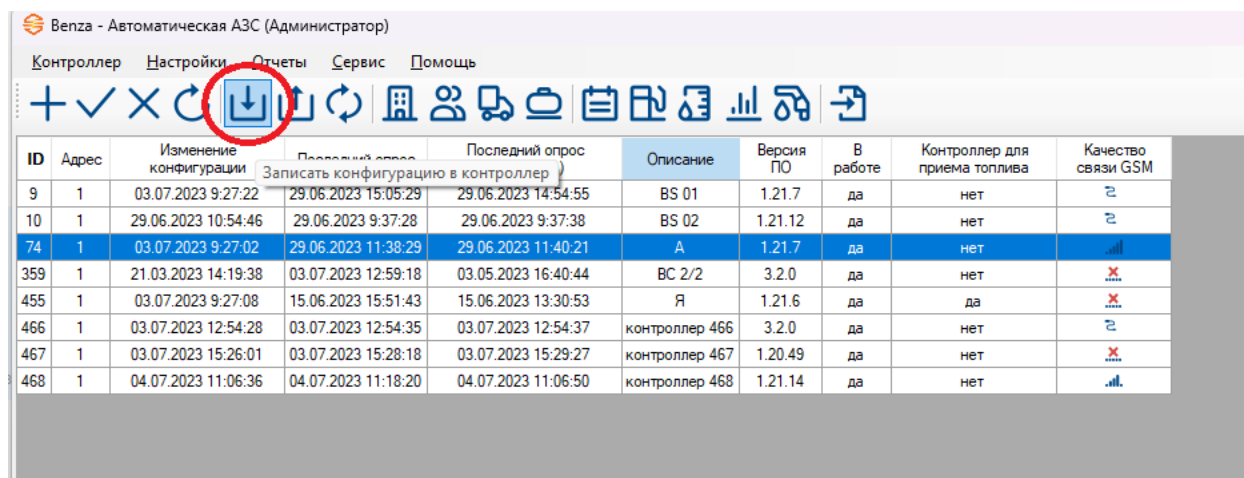 Benza - Автоматическая АЗС (Администратор)
Контроллер Настройки Отчеты Сервис Помощь
ID Адрес Изменение конфигурации Последний опрос Последний опрос ) Описание Версия ПО В работе Контроллер для приема топлива Качество связи GSM
Записать конфигурацию в контроллер
9 1 03.07.2023 9:27:22 29.06.2023 15:05:29 29.06.2023 14:54:55 BS 01 1.21.7 да нет
10 1 29.06.2023 10:54:46 29.06.2023 9:37:28 29.06.2023 9:37:38 BS 02 1.21.12 да нет
74 1 03.07.2023 9:27:02 29.06.2023 11:38:29 29.06.2023 11:40:21 А 1.21.7 да нет
359 1 21.03.2023 14:19:38 03.07.2023 12:59:18 03.05.2023 16:40:44 BC 2/2 3.2.0 да нет
455 1 03.07.2023 9:27:08 15.06.2023 15:51:43 15.06.2023 13:30:53 Я 1.21.6 да да
466 1 03.07.2023 12:54:28 03.07.2023 12:54:35 03.07.2023 12:54:37 контроллер 466 3.2.0 да нет
467 1 03.07.2023 15:26:01 03.07.2023 15:28:18 03.07.2023 15:29:27 контроллер 467 1.20.49 да нет
468 1 04.07.2023 11:06:36 04.07.2023 11:18:20 04.07.2023 11:06:50 контроллер 468 1.21.14 да нет